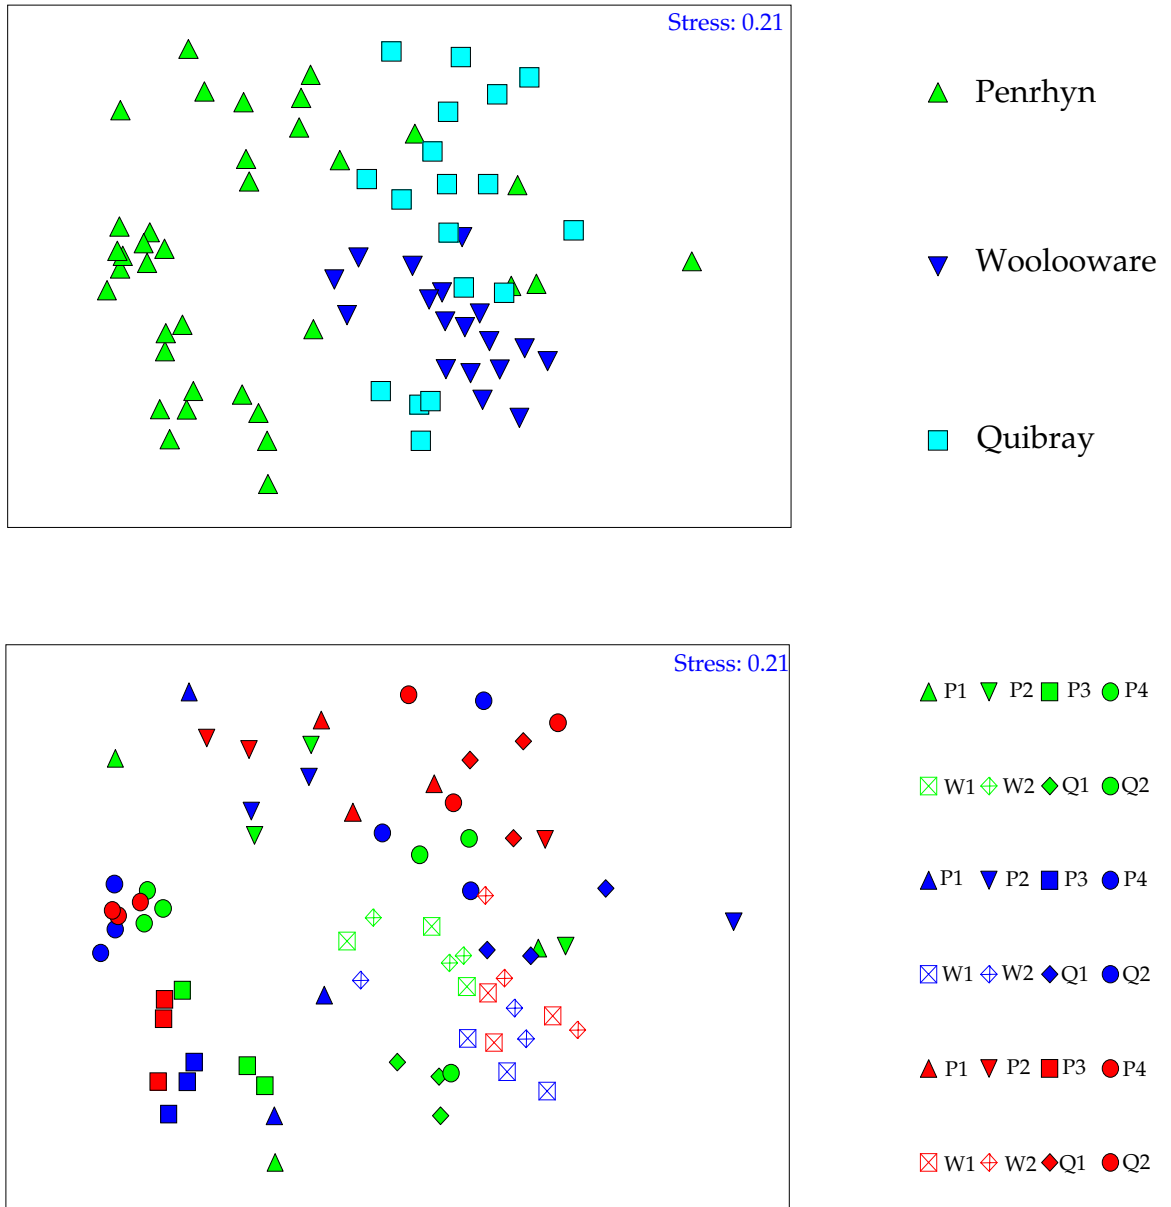 Stress: 0.21
Penrhyn
Woolooware
Quibray
Stress: 0.21
P1 P2 P3 P4
W1 W2 Q1 Q2
P1 P2 P3 P4
W1 W2 Q1 Q2
P1 P2 P3 P4
W1 W2 Q1 Q2